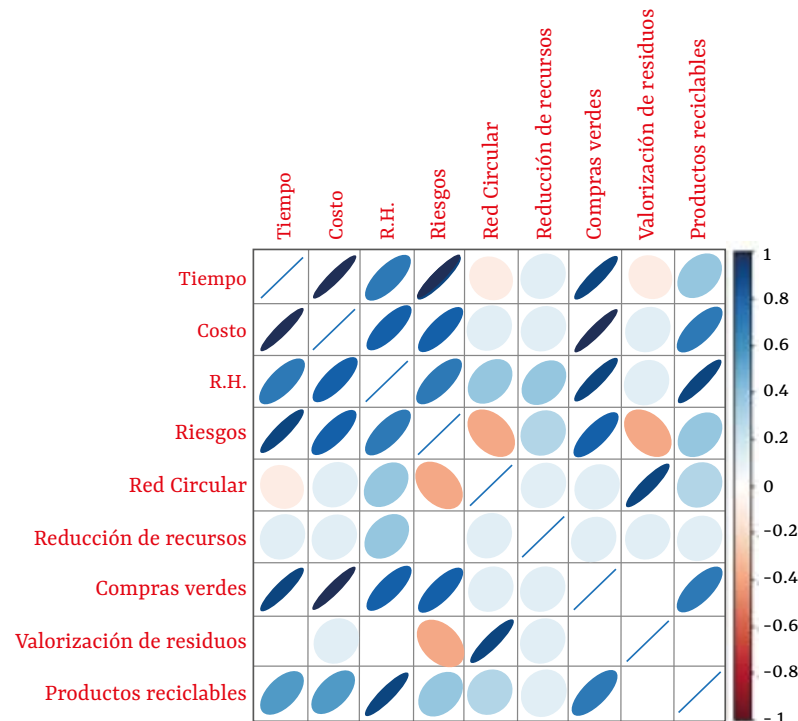 Tiempo
Costo
R.H.
Riesgos
Red Circular
Reducción de recursos
Compras verdes
Valorización de residuos
Productos reciclables
Tiempo
Costo
R.H.
Riesgos
Red Circular
Reducción de recursos
Compras verdes
Valorización de residuos
Productos reciclables
1
0.8
0.6
0.4
0.2
0
-0.2
-0.4
-0.6
-0.8
-1